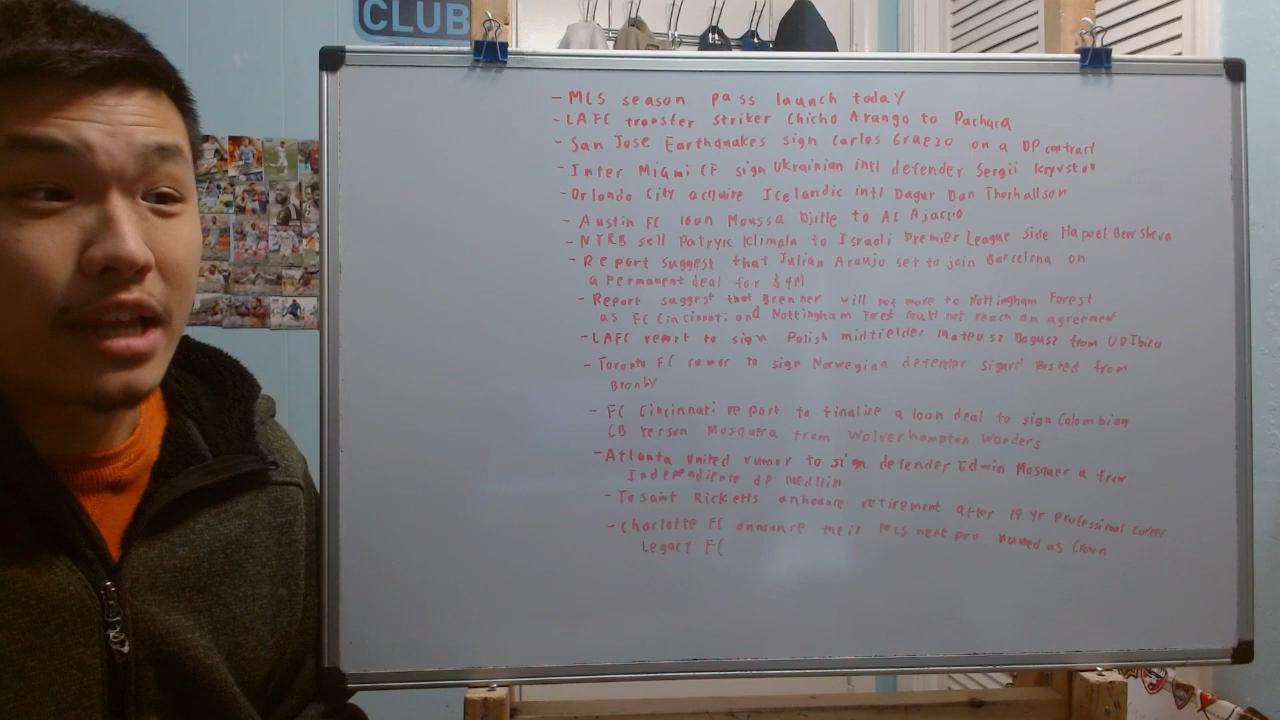 CLUB
- MLS season pass launch today
- LAFC transfer striker Chicho Arango to Pachuca
- San Jose Earthquakes sign Carlos Gruezo on a DP contract
- Inter Miami CF sign Ukrainian intl defender Sergii Kryvstov
- Orlando City acquire Icelandic intl Dagur Dan Thorhallson
- Austin FC loan Moussa Djitte to AC Ajaccio
- NYRB sell Patryk Klimala to Israeli Premier League side Hapoel Beer Sheva
- Report suggest that Julian Araujo set to join Barcelona on
a permanent deal for $4M
- Report suggest that Brenner will not move to Nottingham Forest
as FC Cincinnati and Nottingham Forest could not reach an agreement
- LAFC report to sign Polish midfielder Mateusz Bogusz from UD Ibiza
- Toronto FC rumor to sign Norwegian defender Sigurd Rosted from
Brondby
- FC Cincinnati report to finalize a loan deal to sign Colombian
CB Yerson Mosquera from Wolverhampton Wanders
- Atlanta United rumor to sign defender Edwin Mosquera from
Independiente de Medllin
- Tosaint Ricketts announce retirement after 19 yr professional career
- Charlotte FC announce their MLS next pro named as Crown
Legacy FC